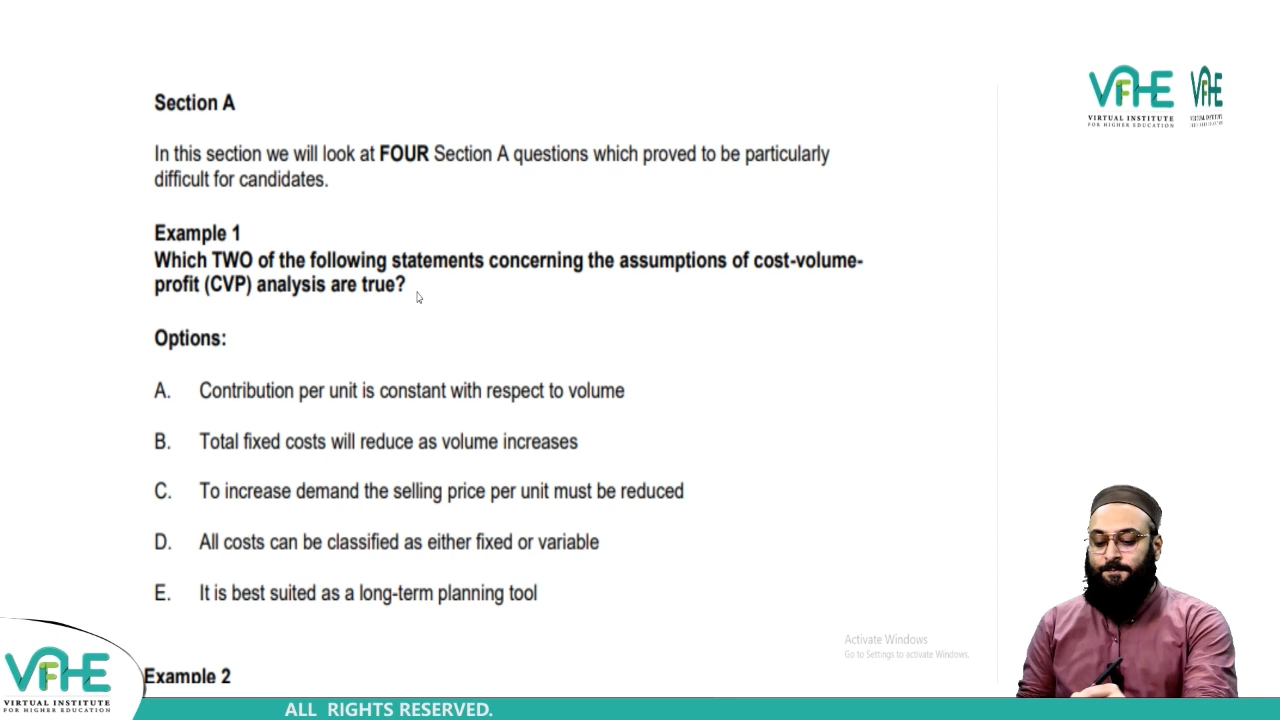 VFHE
VIRTUAL INSTITUTE
FOR HIGHER EDUCATION
VFHE
VIRTUAL INSTITUTE
Section A
In this section we will look at FOUR Section A questions which proved to be particularly
difficult for candidates.
Example 1
Which TWO of the following statements concerning the assumptions of cost-volume-
profit (CVP) analysis are true?
Options:
A. Contribution per unit is constant with respect to volume
B. Total fixed costs will reduce as volume increases
C. To increase demand the selling price per unit must be reduced
D. All costs can be classified as either fixed or variable
E. It is best suited as a long-term planning tool
Activate Windows
Go to Settings to activate Windows.
Example 2
VFHE
VIRTUAL INSTITUTE
FOR HIGHER EDUCATION
ALL RIGHTS RESERVED.